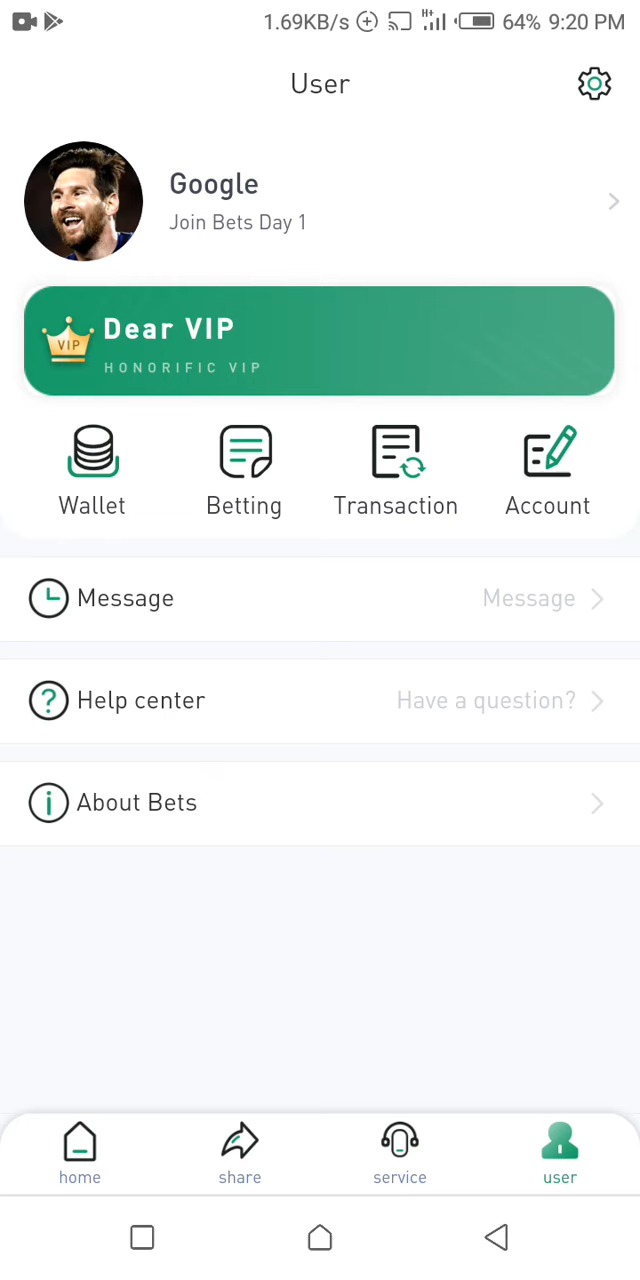 1.69KB/s H+ 64% 9:20 PM
User
Google
Join Bets Day 1
VIP
Dear VIP
HONORIFIC VIP
Wallet Betting Transaction Account
Message Message
Help center Have a question?
About Bets
home share service user